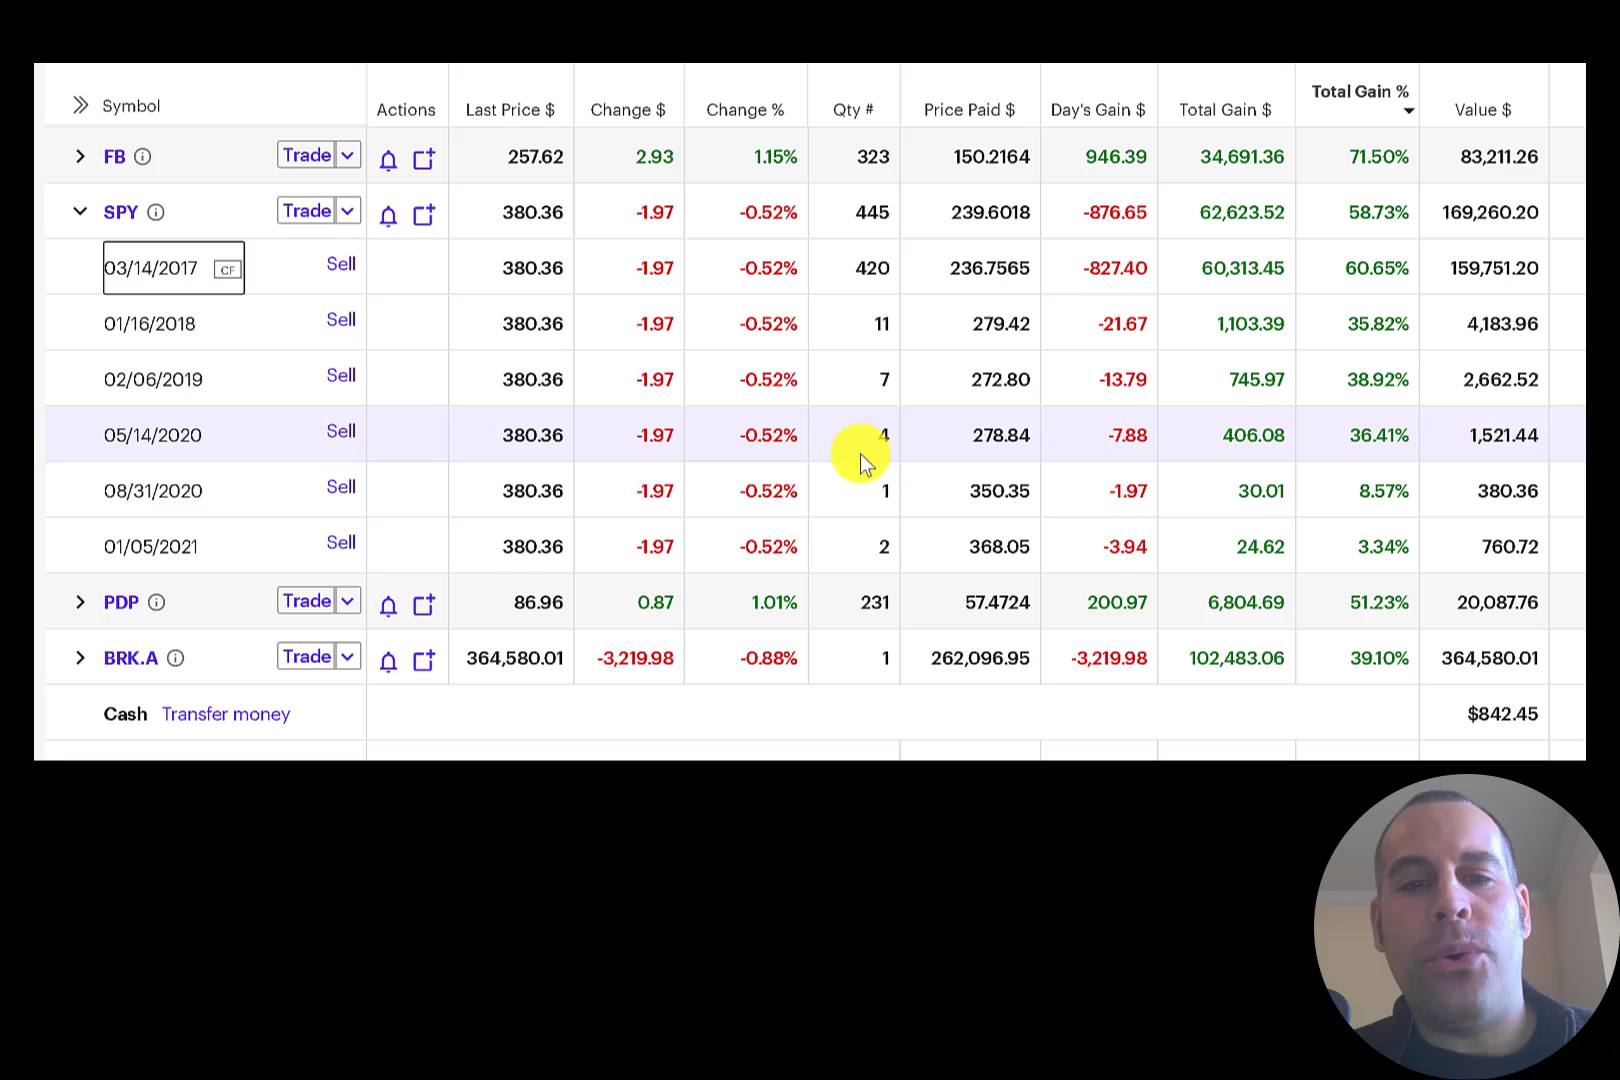 Symbol Actions Last Price $ Change $ Change % Qty # Price Paid $ Day's Gain $ Total Gain $ Total Gain % Value $
FB Trade 257.62 2.93 1.15% 323 150.2164 946.39 34,691.36 71.50% 83,211.26
SPY Trade 380.36 -1.97 -0.52% 445 239.6018 -876.65 62,623.52 58.73% 169,260.20
03/14/2017 CF Sell 380.36 -1.97 -0.52% 420 236.7565 -827.40 60,313.45 60.65% 159,751.20
01/16/2018 Sell 380.36 -1.97 -0.52% 11 279.42 -21.67 1,103.39 35.82% 4,183.96
02/06/2019 Sell 380.36 -1.97 -0.52% 7 272.80 -13.79 745.97 38.92% 2,662.52
05/14/2020 Sell 380.36 -1.97 -0.52% 4 278.84 -7.88 406.08 36.41% 1,521.44
08/31/2020 Sell 380.36 -1.97 -0.52% 1 350.35 -1.97 30.01 8.57% 380.36
01/05/2021 Sell 380.36 -1.97 -0.52% 2 368.05 -3.94 24.62 3.34% 760.72
PDP Trade 86.96 0.87 1.01% 231 57.4724 200.97 6,804.69 51.23% 20,087.76
BRK.A Trade 364,580.01 -3,219.98 -0.88% 1 262,096.95 -3,219.98 102,483.06 39.10% 364,580.01
Cash Transfer money $842.45